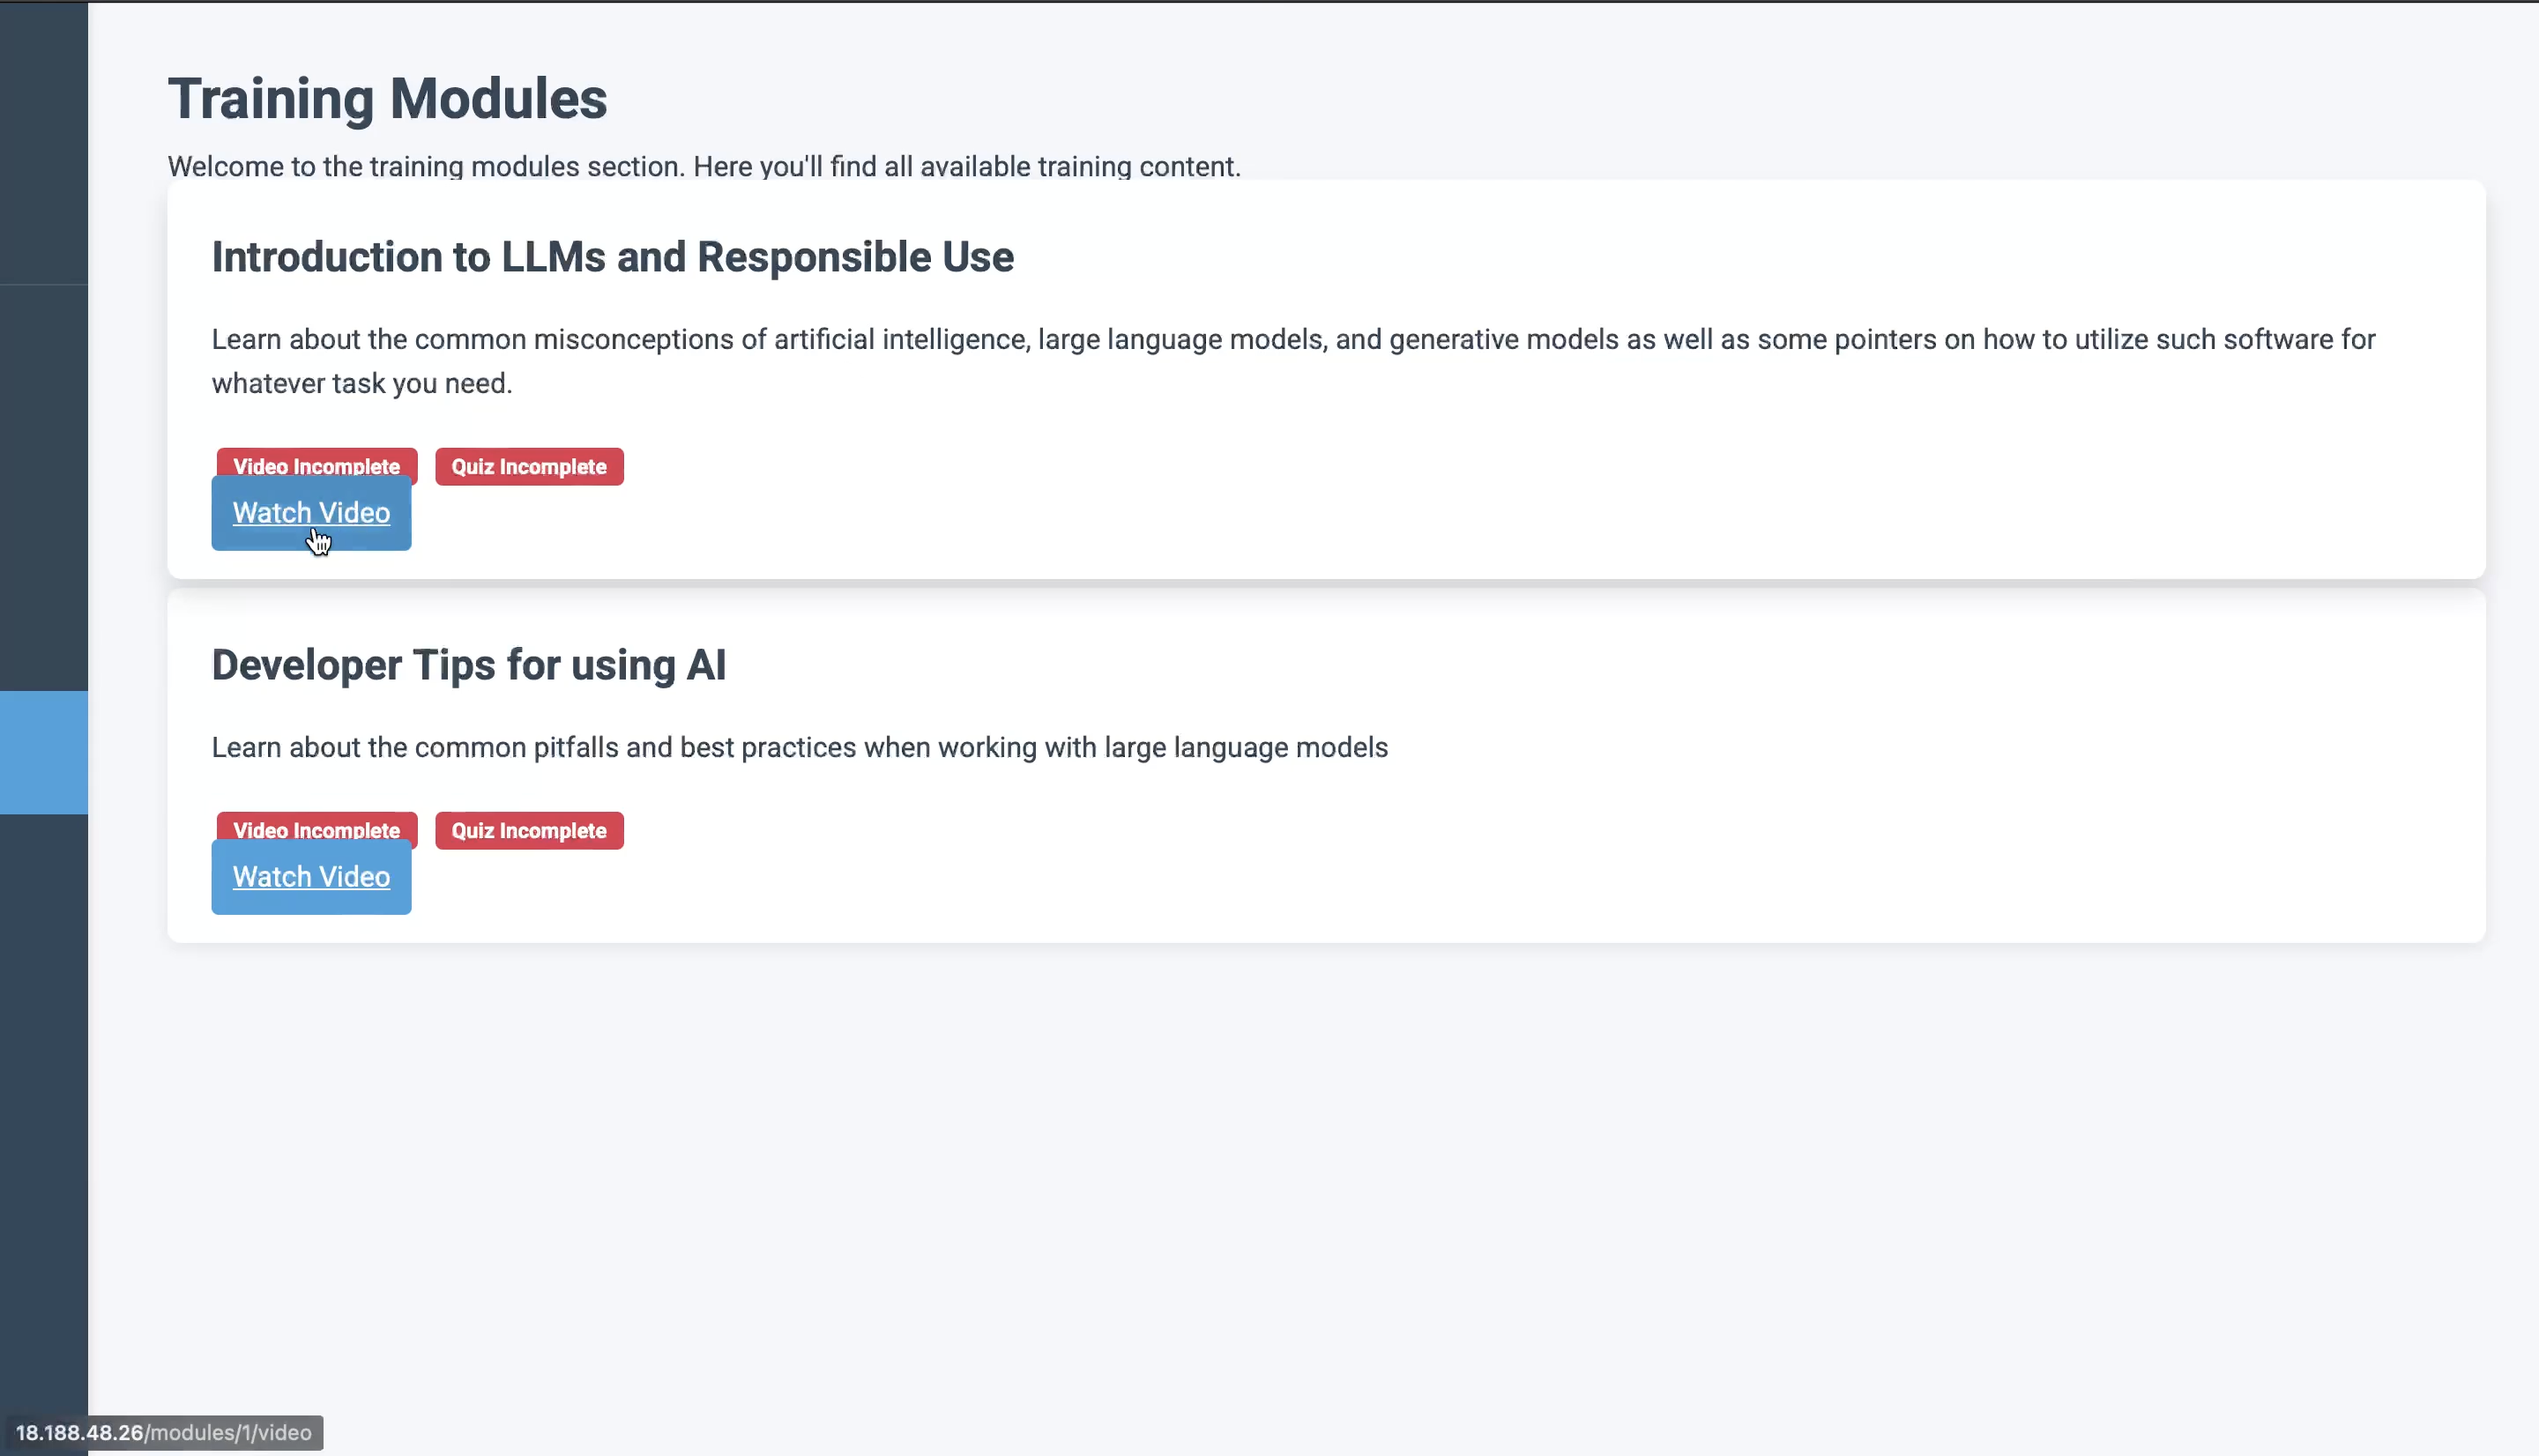 Training Modules
Welcome to the training modules section. Here you'll find all available training content.
Introduction to LLMs and Responsible Use
Learn about the common misconceptions of artificial intelligence, large language models, and generative models as well as some pointers on how to utilize such software for
whatever task you need.
Video Incomplete Quiz Incomplete
Watch Video
Developer Tips for using AI
Learn about the common pitfalls and best practices when working with large language models
Video Incomplete Quiz Incomplete
Watch Video
18.188.48.26/modules/1/video